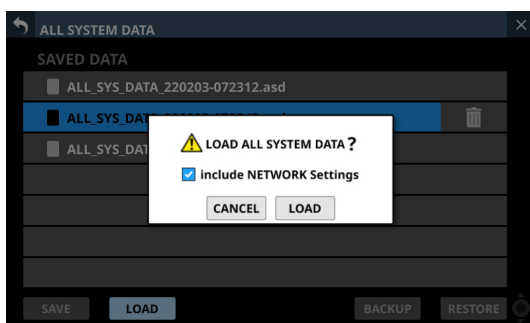 ALL SYSTEM DATA
SAVED DATA
ALL_SYS_DATA_220203-072312.asd
ALL_SYS_DAT
ALL_SYS_DAT
LOAD ALL SYSTEM DATA?
include NETWORK Settings
CANCEL LOAD
SAVE LOAD BACKUP RESTORE